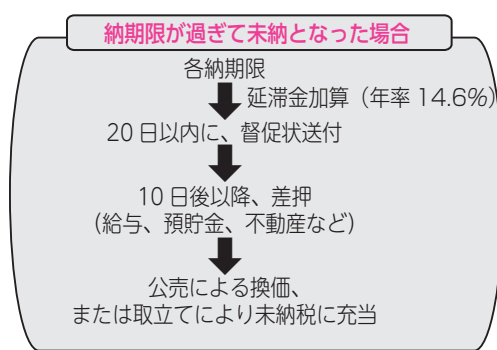 納期限が過ぎて未納となった場合
各納期限
延滞金加算（年率 14.6%）
20 日以内に、督促状送付
10 日後以降、差押
（給与、預貯金、不動産など）
公売による換価、
または取立てにより未納税に充当